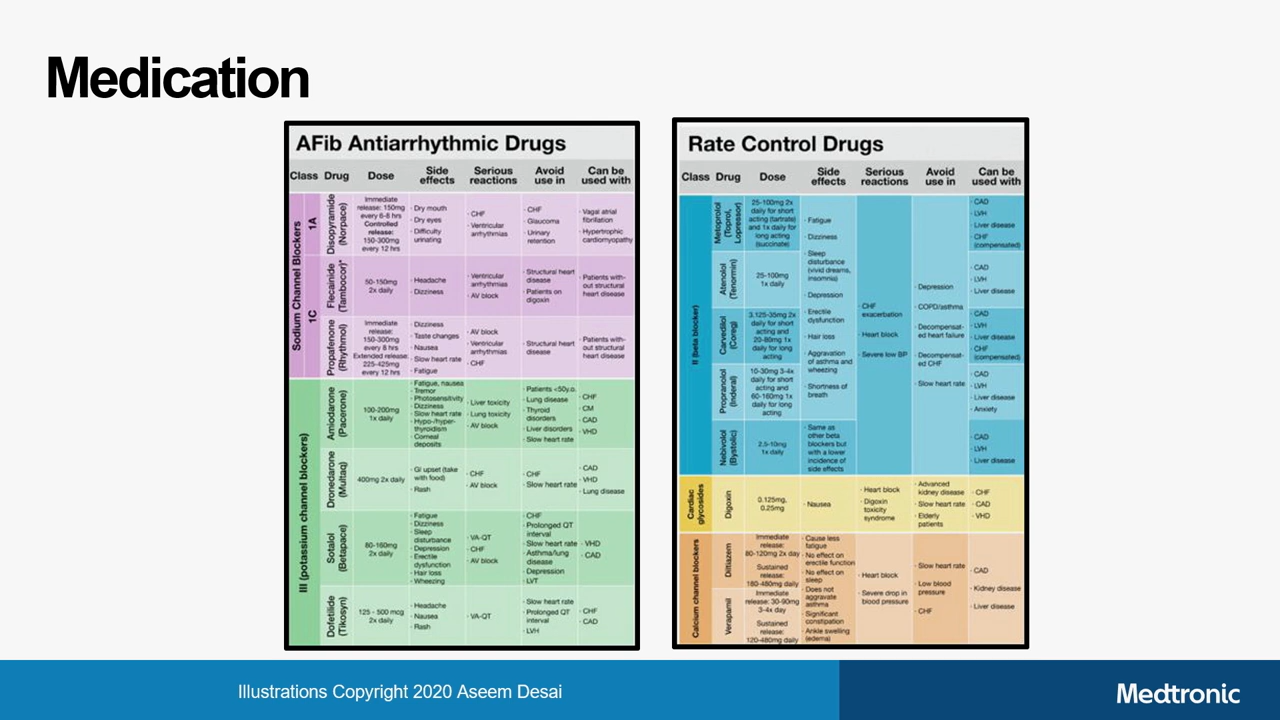 Medication
AFib Antiarrhythmic Drugs
Class Drug Dose Side effects Serious reactions Avoid use in Can be used with
Sodium Channel Blockers
1A
Disopyramide (Norpace)
Immediate
release: 150mg
every 6-8 hrs
Controlled
release:
150-300mg
every 12 hrs
· Dry mouth
· Dry eyes
· Difficulty
urinating
· CHF
· Ventricular
arrhythmias
· CHF
· Glaucoma
· Urinary
retention
· Vagal atrial
fibrillation
· Hypertrophic
cardiomyopathy
1C
Flecainide (Tambocor)*
50-150mg
2x daily
· Headache
· Dizziness
· Ventricular
arrhythmias
· AV block
· Structural heart
disease
· Patients on
digoxin
· Patients with-
out structural
heart disease
Propafenone (Rhythmol)
Immediate
release:
150-300mg
every 8 hrs
Extended release:
225-425mg
every 12 hrs
· Dizziness
· Taste changes
· Nausea
· Slow heart rate
· Fatigue
· AV block
· Ventricular
arrhythmias
· CHF
· Structural heart
disease
· Patients with-
out structural
heart disease
III (potassium channel blockers)
Amiodarone (Pacerone)
100-200mg
1x daily
· Fatigue, nausea
· Tremor
· Photosensitivity
· Dizziness
· Slow heart rate
· Hypo-/hyper-
thyroidism
· Corneal
deposits
· Liver toxicity
· Lung toxicity
· AV block
· Patients <50y.o.
· Lung disease
· Thyroid
disorders
· Liver disorders
· Slow heart rate
· CHF
· CM
· CAD
· VHD
Dronedarone (Multaq)
400mg 2x daily
· GI upset (take
with food)
· Rash
· CHF
· AV block
· CHF
· Slow heart rate
· CAD
· VHD
· Lung disease
Sotalol (Betapace)
80-160mg
2x daily
· Fatigue
· Dizziness
· Sleep
disturbance
· Depression
· Erectile
dysfunction
· Hair loss
· Wheezing
· VA-QT
· CHF
· AV block
· CHF
· Prolonged QT
interval
· Slow heart rate
· Asthma/lung
disease
· Depression
· LVT
· VHD
· CAD
Dofetilide (Tikosyn)
125 - 500 mcg
2x daily
· Headache
· Nausea
· Rash
· VA-QT
· Slow heart rate
· Prolonged QT
interval
· LVH
· CHF
· CAD
Rate Control Drugs
Class Drug Dose Side effects Serious reactions Avoid use in Can be used with
II (beta blocker)
Metoprolol (Toprol, Lopressor)
25-100mg 2x
daily for short
acting (tartrate)
and 1x daily for
long acting
(succinate)
· Fatigue
· Dizziness
· Sleep
disturbance
(vivid dreams,
insomnia)
· Depression
· Erectile
dysfunction
· Hair loss
· Aggravation
of asthma and
wheezing
· Shortness of
breath
· CHF
exacerbation
· Heart block
· Severe low BP
· Depression
· COPD/asthma
· Decompensat-
ed heart failure
· Decompensat-
ed CHF
· Slow heart rate
· CAD
· LVH
· Liver disease
· CHF
(compensated)
Atenolol (Tenormin)
25-100mg
1x daily
· CAD
· LVH
· Liver disease
Carvedilol (Coreg)
3.125-35mg 2x
daily for short
acting and
20-80mg 1x
daily for long
acting
· CAD
· LVH
· Liver disease
· CHF
(compensated)
Propranolol (Inderal)
10-30mg 3-4x
daily for short
acting and
60-160mg 1x
daily for long
acting
· CAD
· LVH
· Liver disease
· Anxiety
Nebivolol (Bystolic)
2.5-10mg
1x daily
· Same as
other beta
blockers but
with a lower
incidence of
side effects
· CAD
· LVH
· Liver disease
Cardiac glycosides
Digoxin
0.125mg,
0.25mg
· Nausea
· Heart block
· Digoxin
toxicity
syndrome
· Advanced
kidney disease
· Slow heart rate
· Elderly
patients
· CHF
· CAD
· VHD
Calcium channel blockers
Diltiazem
Immediate
release:
80-120mg 2x day
Sustained
release:
180-480mg daily
· Cause less
fatigue
· No effect on
erectile function
· No effect on
sleep
· Does not
aggravate
asthma
· Significant
constipation
· Ankle swelling
(edema)
· Heart block
· Severe drop in
blood pressure
· Slow heart rate
· Low blood
pressure
· CHF
· CAD
· Kidney disease
· Liver disease
Verapamil
Immediate
release: 30-90mg
3-4x day
Sustained
release:
120-480mg daily
Illustrations Copyright 2020 Aseem Desai
Medtronic